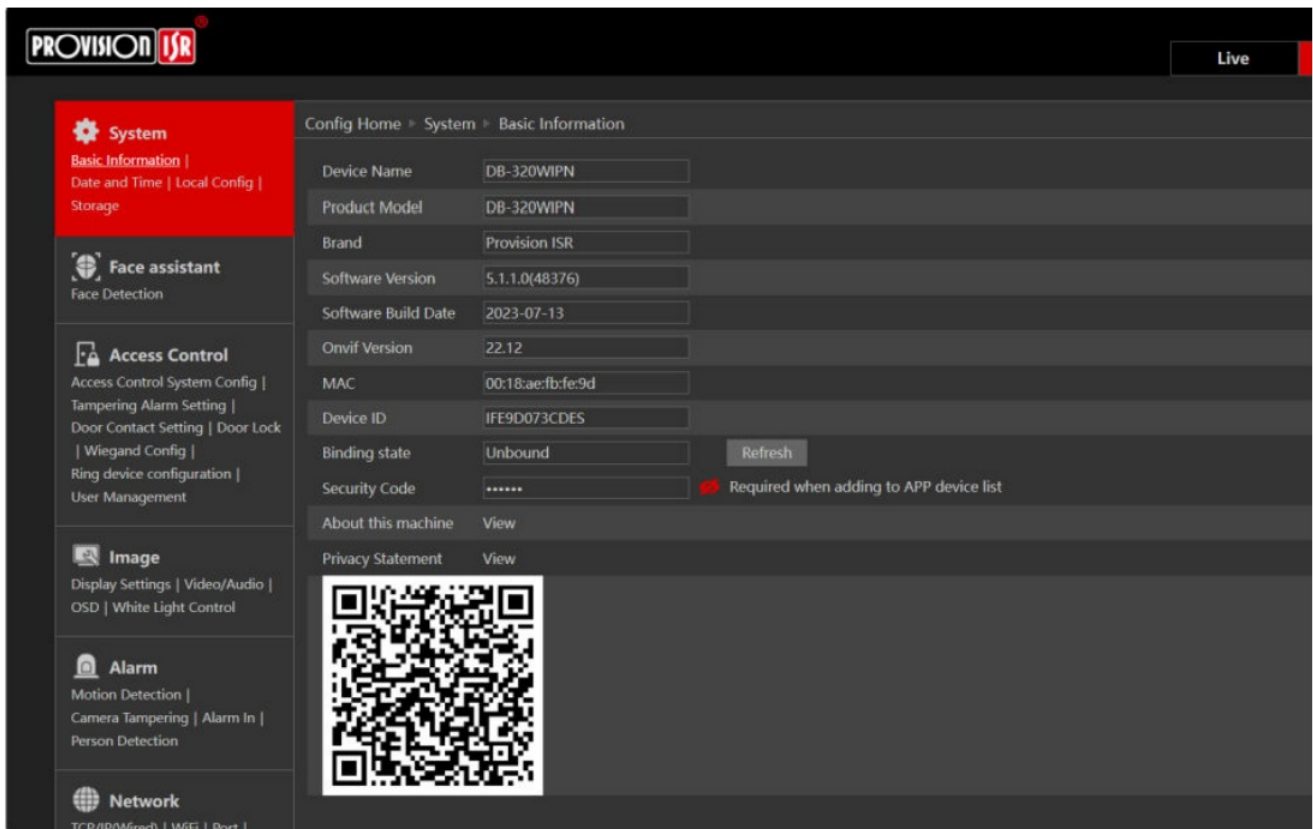 PROVISION ISR®
Live
System
Basic Information |
Date and Time | Local Config |
Storage
Face assistant
Face Detection
Access Control
Access Control System Config |
Tampering Alarm Setting |
Door Contact Setting | Door Lock
| Wiegand Config |
Ring device configuration |
User Management
Image
Display Settings | Video/Audio |
OSD | White Light Control
Alarm
Motion Detection |
Camera Tampering | Alarm In |
Person Detection
Network
TCP/IP(Wired) | WiFi | Port |
Config Home ▸ System ▸ Basic Information
Device Name DB-320WIPN
Product Model DB-320WIPN
Brand Provision ISR
Software Version 5.1.1.0(48376)
Software Build Date 2023-07-13
Onvif Version 22.12
MAC 00:18:ae:fb:fe:9d
Device ID IFE9D073CDES
Binding state Unbound Refresh
Security Code •••••• Required when adding to APP device list
About this machine View
Privacy Statement View